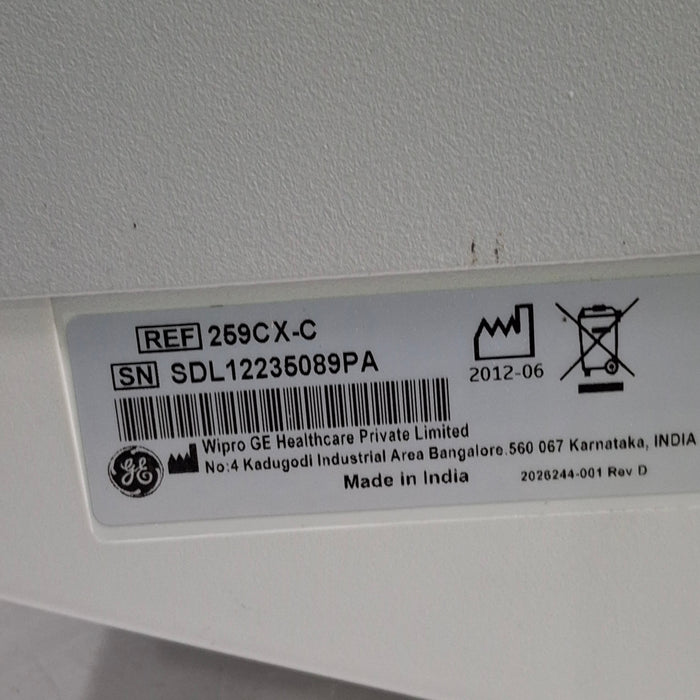 REF 259CX-C
SN SDL12235089PA
2012-06
Wipro GE Healthcare Private Limited
No:4 Kadugodi Industrial Area Bangalore.560 067 Karnataka, INDIA
GE
Made in India
2026244-001 Rev D